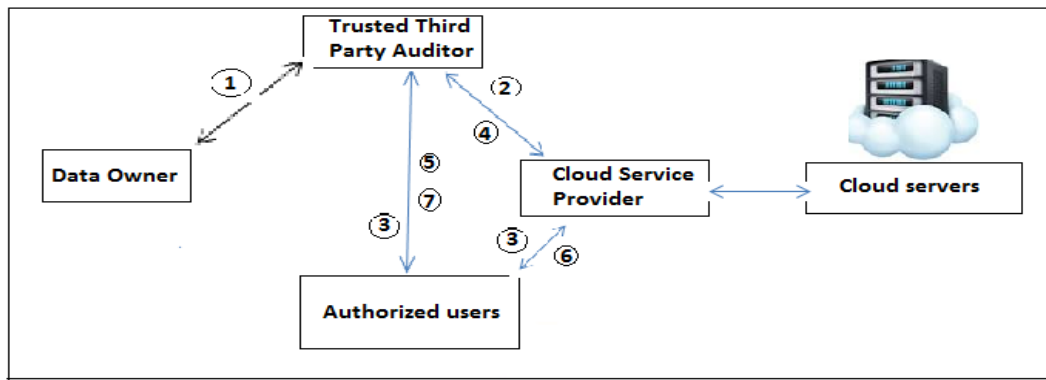 Trusted Third
Party Auditor
1
2
4
Data Owner
5
Cloud Service
Provider
Cloud servers
7
3
3
6
Authorized users